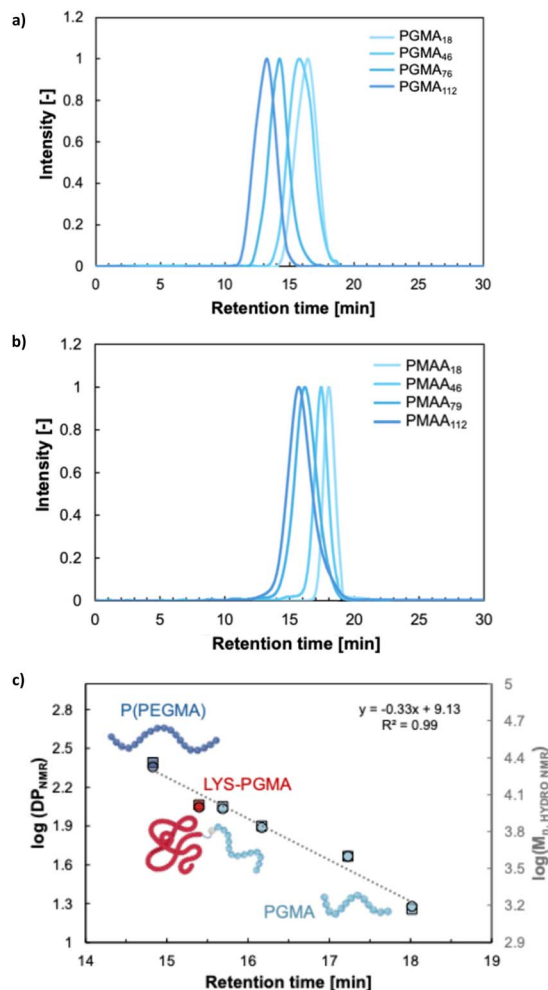 a)
1.2
1
0.8
0.6
0.4
0.2
0
Intensity [-]
PGMA₁₈
PGMA₄₆
PGMA₇₆
PGMA₁₁₂
0 5 10 15 20 25 30
Retention time [min]
b)
1.2
1
0.8
0.6
0.4
0.2
0
Intensity [-]
PMAA₁₈
PMAA₄₆
PMAA₇₉
PMAA₁₁₂
0 5 10 15 20 25 30
Retention time [min]
c)
2.8
2.5
2.2
1.9
1.6
1.3
1
log (DP_NMR)
P(PEGMA)
LYS-PGMA
PGMA
y = -0.33x + 9.13
R² = 0.99
5
4.7
4.4
4.1
3.8
3.5
3.2
2.9
log(M_n, HYDRO NMR)
14 15 16 17 18 19
Retention time [min]